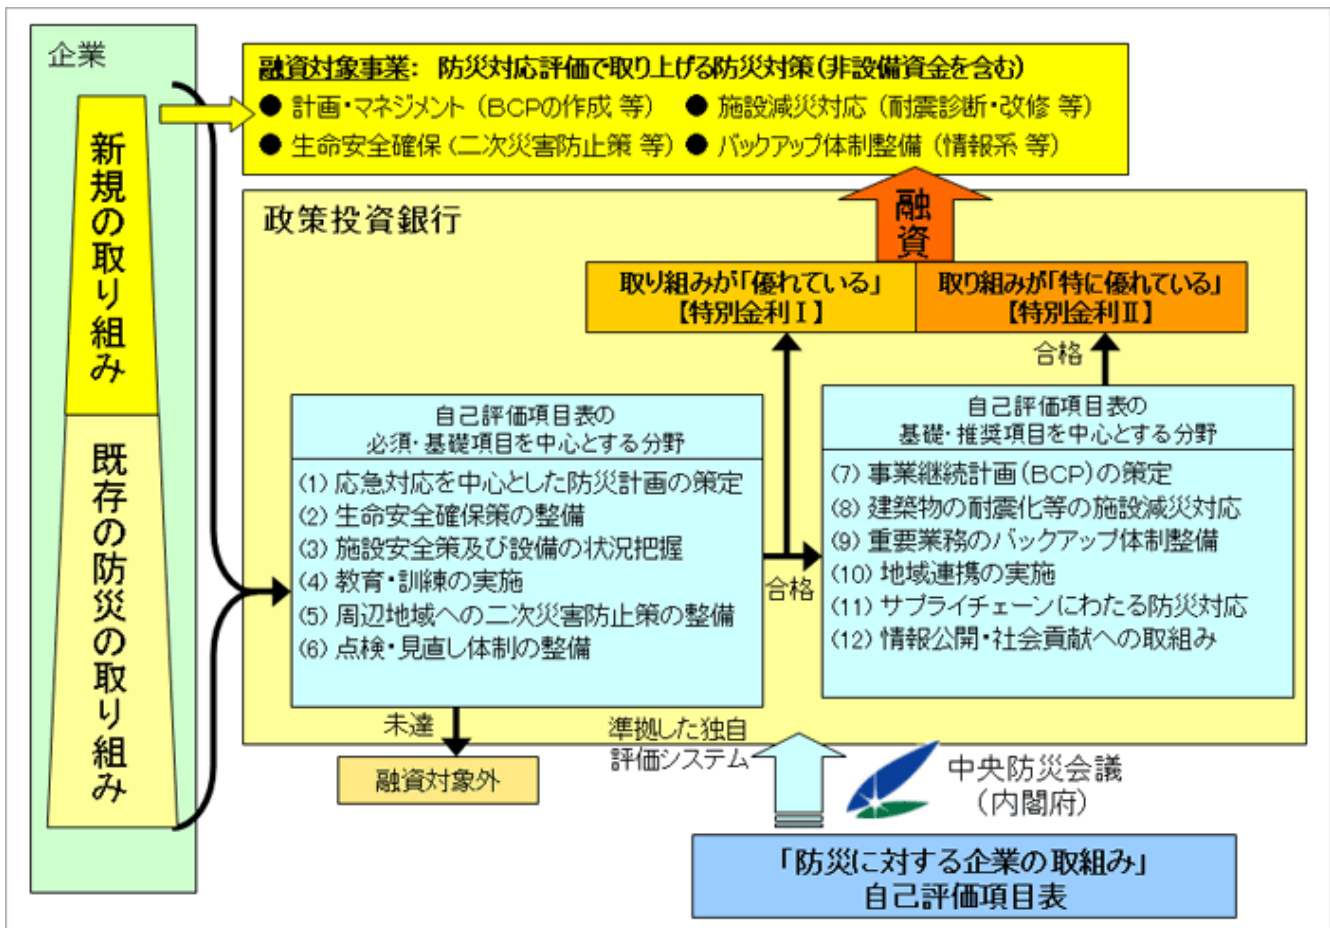 企業
新規の取り組み
既存の防災の取り組み
融資対象事業: 防災対応評価で取り上げる防災対策(非設備資金を含む)
● 計画・マネジメント (BCPの作成 等) ● 施設減災対応 (耐震診断・改修 等)
● 生命安全確保 (二次災害防止策 等) ● バックアップ体制整備 (情報系 等)
政策投資銀行
融資
取り組みが「優れている」
【特別金利Ⅰ】
取り組みが「特に優れている」
【特別金利Ⅱ】
合格
自己評価項目表の
必須・基礎項目を中心とする分野
(1) 応急対応を中心とした防災計画の策定
(2) 生命安全確保策の整備
(3) 施設安全策及び設備の状況把握
(4) 教育・訓練の実施
(5) 周辺地域への二次災害防止策の整備
(6) 点検・見直し体制の整備
合格
自己評価項目表の
基礎・推奨項目を中心とする分野
(7) 事業継続計画(BCP)の策定
(8) 建築物の耐震化等の施設減災対応
(9) 重要業務のバックアップ体制整備
(10) 地域連携の実施
(11) サプライチェーンにわたる防災対応
(12) 情報公開・社会貢献への取組み
未達
融資対象外
準拠した独自
評価システム
中央防災会議
(内閣府)
「防災に対する企業の取組み」
自己評価項目表